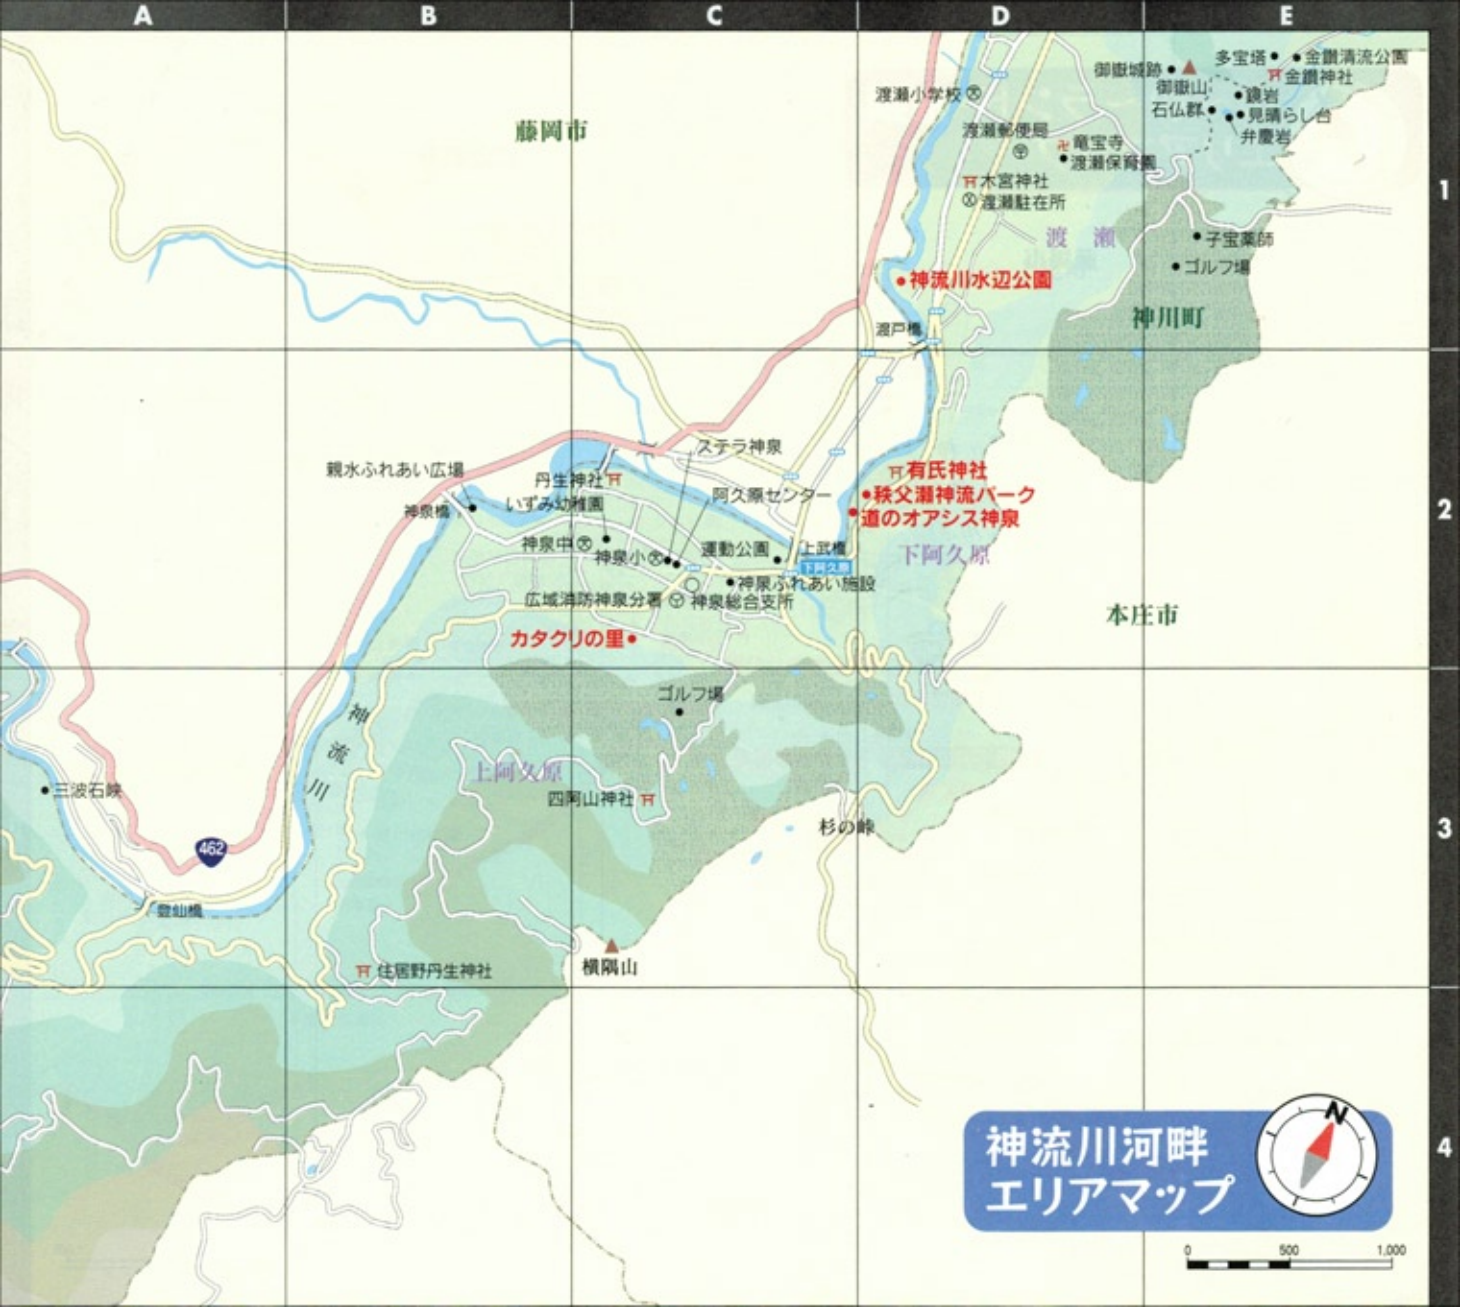 A B C D E
1
2
3
4
藤岡市
渡瀬小学校
渡瀬郵便局
竜宝寺
渡瀬保育園
木宮神社
渡瀬駐在所
渡瀬
御嶽城跡
御嶽山
多宝塔
金鑚清流公園
金鑚神社
鏡岩
石仏群
見晴らし台
弁慶岩
子宝薬師
ゴルフ場
神川町
神流川水辺公園
渡戸橋
ステラ神泉
親水ふれあい広場
丹生神社
阿久原センター
いずみ幼稚園
神泉橋
神泉中
神泉小
運動公園
上武橋
下阿久原
神泉ふれあい施設
広域消防神泉分署
神泉総合支所
カタクリの里
有氏神社
秩父瀬神流パーク
道のオアシス神泉
下阿久原
本庄市
ゴルフ場
神流川
上阿久原
四阿山神社
三波石峡
462
登仙橋
杉の峠
住居野丹生神社
横隅山
神流川河畔
エリアマップ
N
0 500 1,000